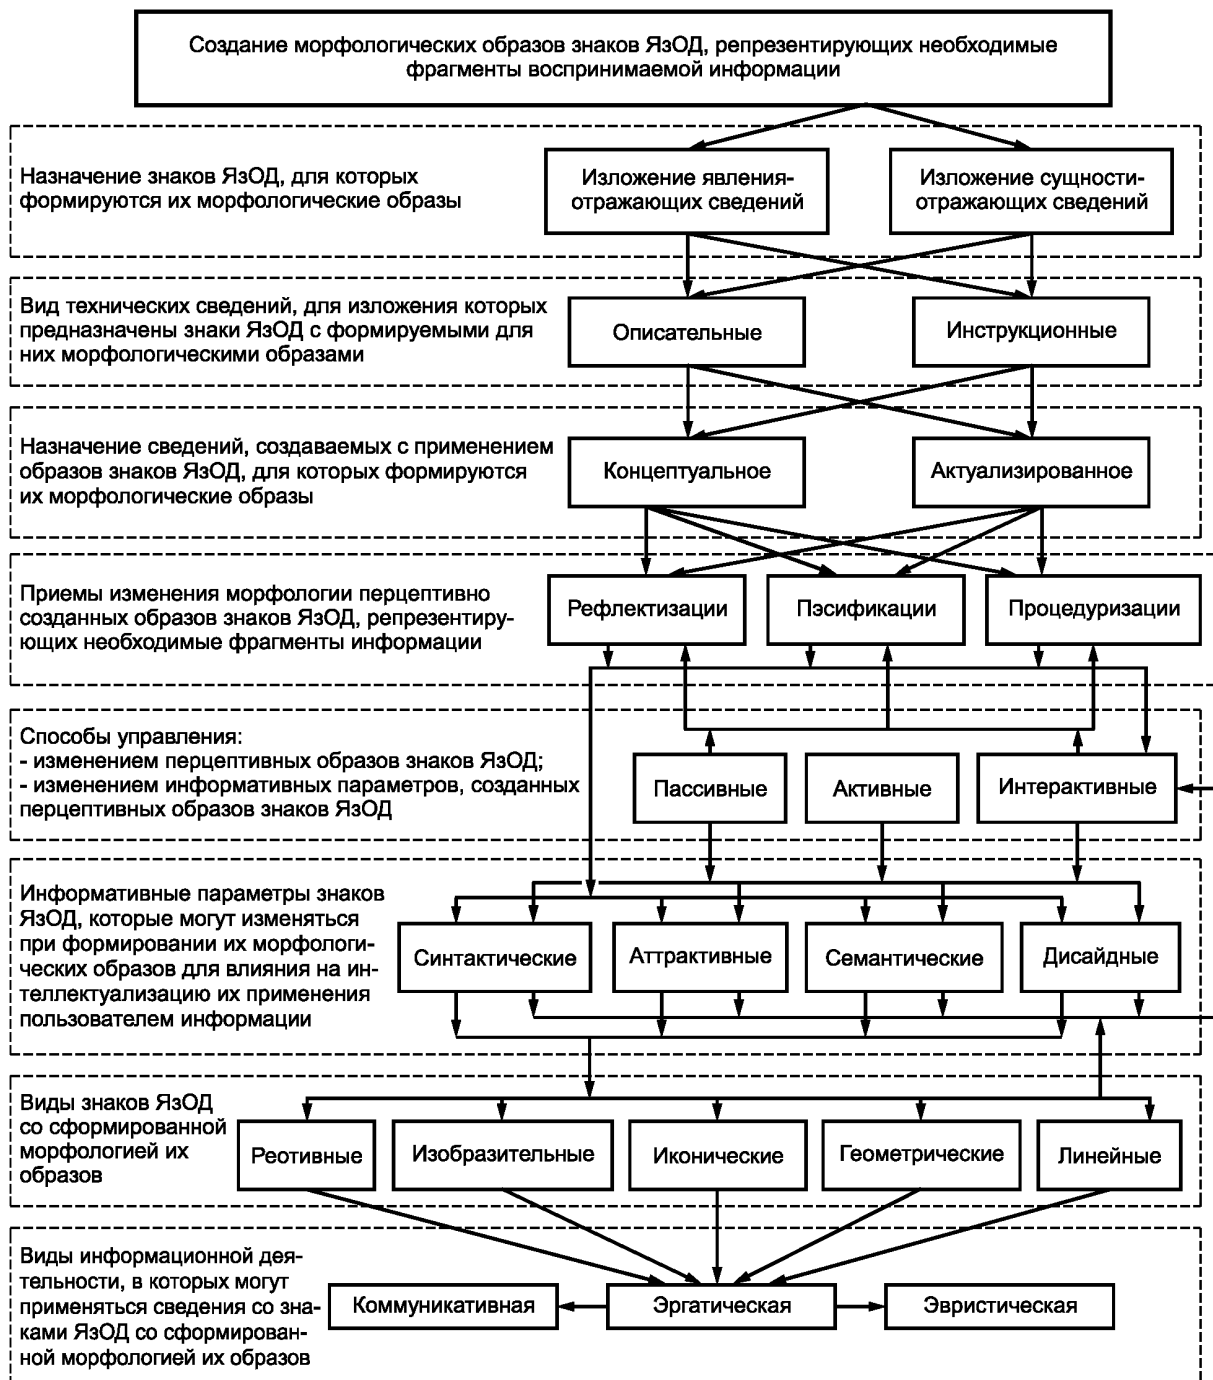 Создание морфологических образов знаков ЯзОД, репрезентирующих необходимые
фрагменты воспринимаемой информации
Назначение знаков ЯзОД, для которых
формируются их морфологические образы
Изложение явления-
отражающих сведений
Изложение сущности-
отражающих сведений
Вид технических сведений, для изложения которых
предназначены знаки ЯзОД с формируемыми для
них морфологическими образами
Описательные
Инструкционные
Назначение сведений, создаваемых с применением
образов знаков ЯзОД, для которых формируются
их морфологические образы
Концептуальное
Актуализированное
Приемы изменения морфологии перцептивно
созданных образов знаков ЯзОД, репрезентиру-
ющих необходимые фрагменты информации
Рефлектизации
Пэсификации
Процедуризации
Способы управления:
- изменением перцептивных образов знаков ЯзОД;
- изменением информативных параметров, созданных
перцептивных образов знаков ЯзОД
Пассивные
Активные
Интерактивные
Информативные параметры знаков
ЯзОД, которые могут изменяться
при формировании их морфологи-
ческих образов для влияния на ин-
теллектуализацию их применения
пользователем информации
Синтактические
Аттрактивные
Семантические
Дисайдные
Виды знаков ЯзОД
со сформированной
морфологией их
образов
Реотивные
Изобразительные
Иконические
Геометрические
Линейные
Виды информационной дея-
тельности, в которых могут
применяться сведения со зна-
ками ЯзОД со сформирован-
ной морфологией их образов
Коммуникативная
Эргатическая
Эвристическая